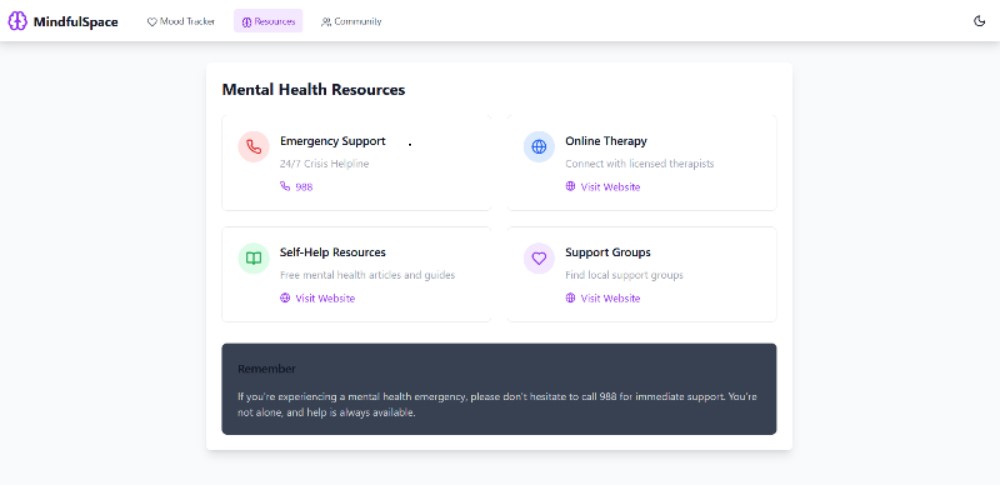 MindfulSpace Mood Tracker Resources Community
Mental Health Resources
Emergency Support
24/7 Crisis Helpline
988
Online Therapy
Connect with licensed therapists
Visit Website
Self-Help Resources
Free mental health articles and guides
Visit Website
Support Groups
Find local support groups
Visit Website
Remember
If you're experiencing a mental health emergency, please don't hesitate to call 988 for immediate support. You're
not alone, and help is always available.